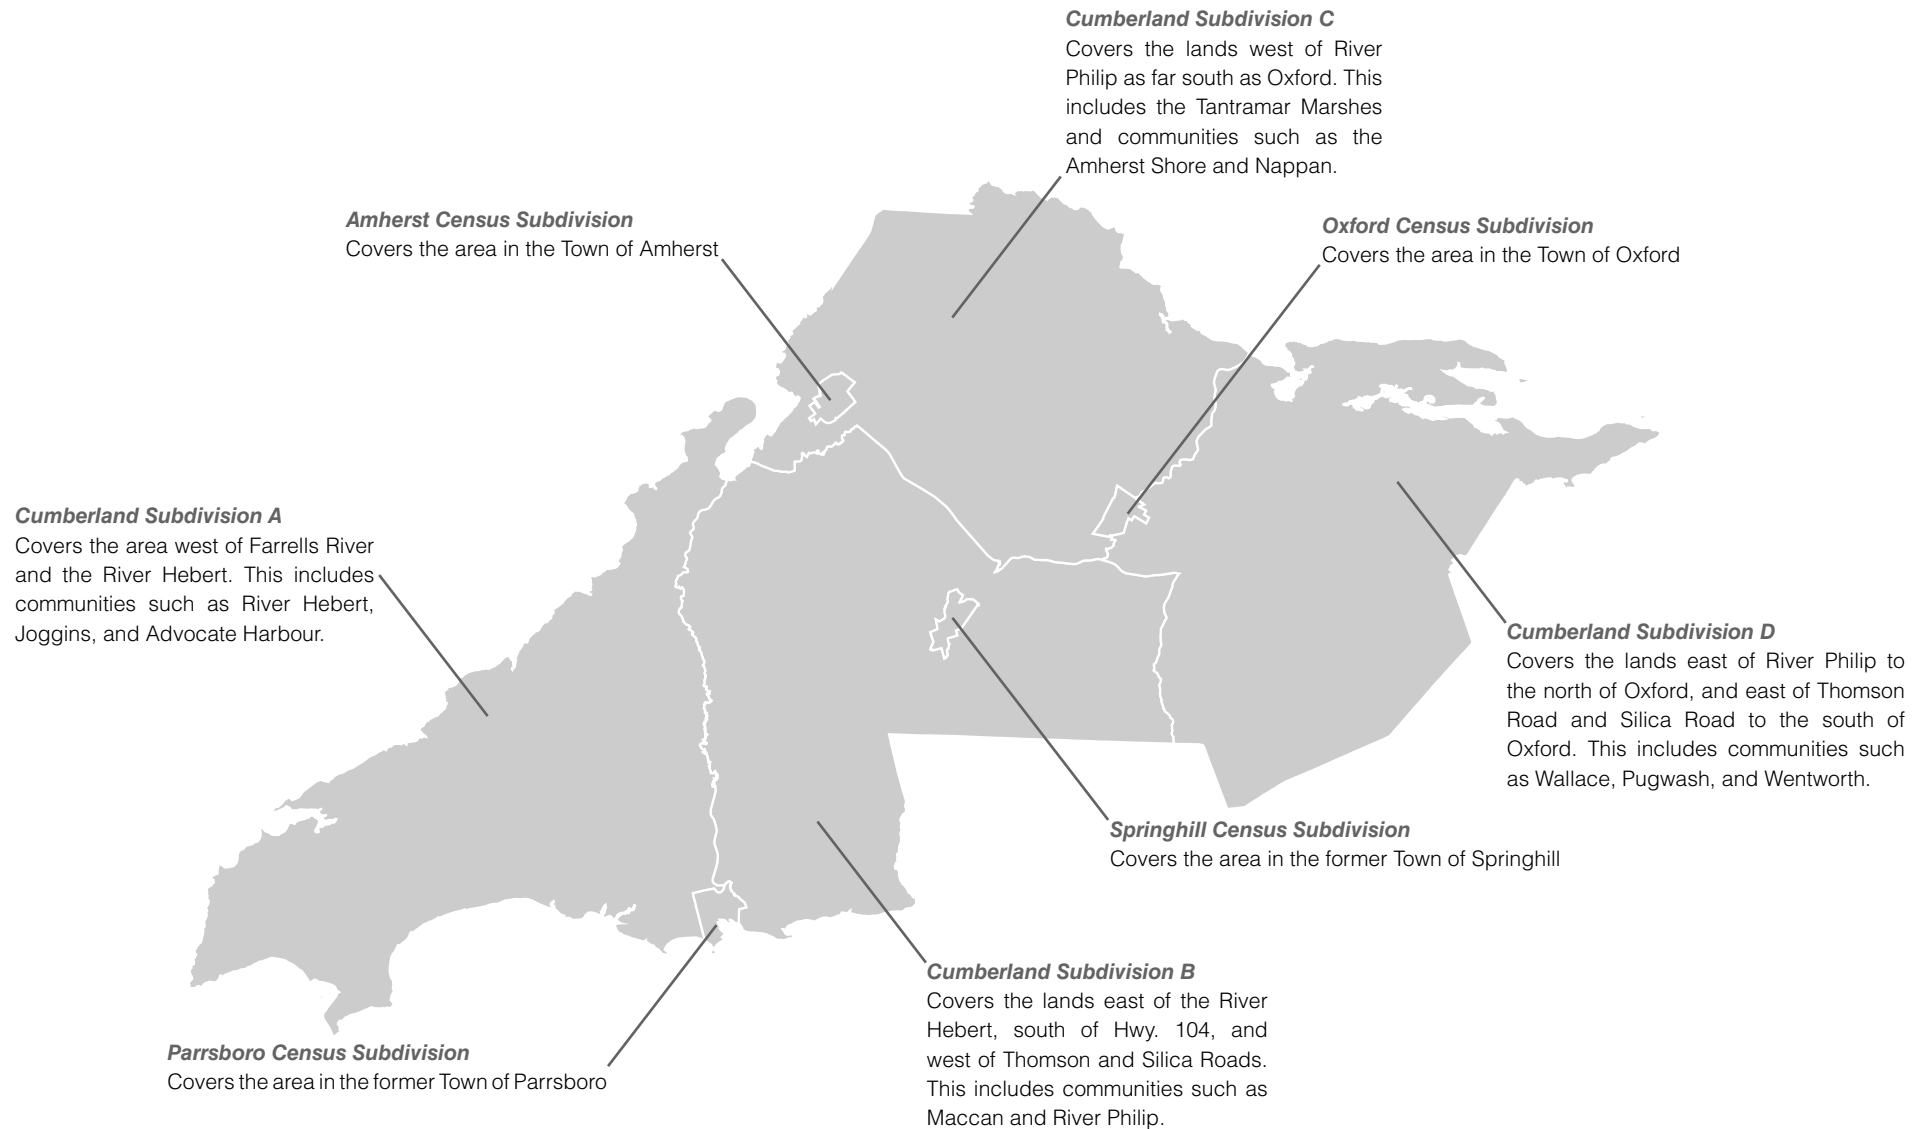 Cumberland Subdivision C
Covers the lands west of River
Philip as far south as Oxford. This
includes the Tantramar Marshes
and communities such as the
Amherst Shore and Nappan.
Amherst Census Subdivision
Covers the area in the Town of Amherst
Oxford Census Subdivision
Covers the area in the Town of Oxford
Cumberland Subdivision A
Covers the area west of Farrells River
and the River Hebert. This includes
communities such as River Hebert,
Joggins, and Advocate Harbour.
Cumberland Subdivision D
Covers the lands east of River Philip to
the north of Oxford, and east of Thomson
Road and Silica Road to the south of
Oxford. This includes communities such
as Wallace, Pugwash, and Wentworth.
Springhill Census Subdivision
Covers the area in the former Town of Springhill
Cumberland Subdivision B
Covers the lands east of the River
Hebert, south of Hwy. 104, and
west of Thomson and Silica Roads.
This includes communities such as
Maccan and River Philip.
Parrsboro Census Subdivision
Covers the area in the former Town of Parrsboro